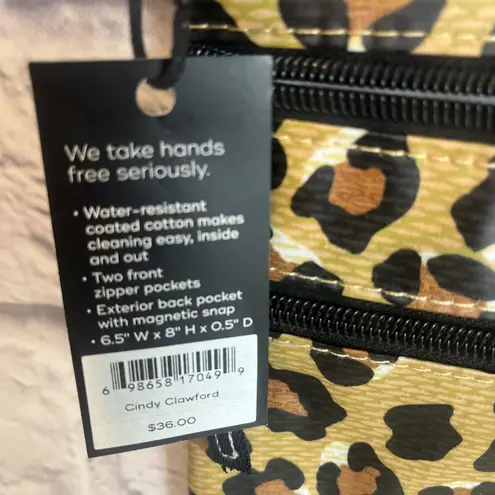 We take hands
free seriously.
• Water-resistant
coated cotton makes
cleaning easy, inside
and out
• Two front
zipper pockets
• Exterior back pocket
with magnetic snap
• 6.5" W x 8" H x 0.5" D
6 98658 17049 9
Cindy Clawford
$36.00